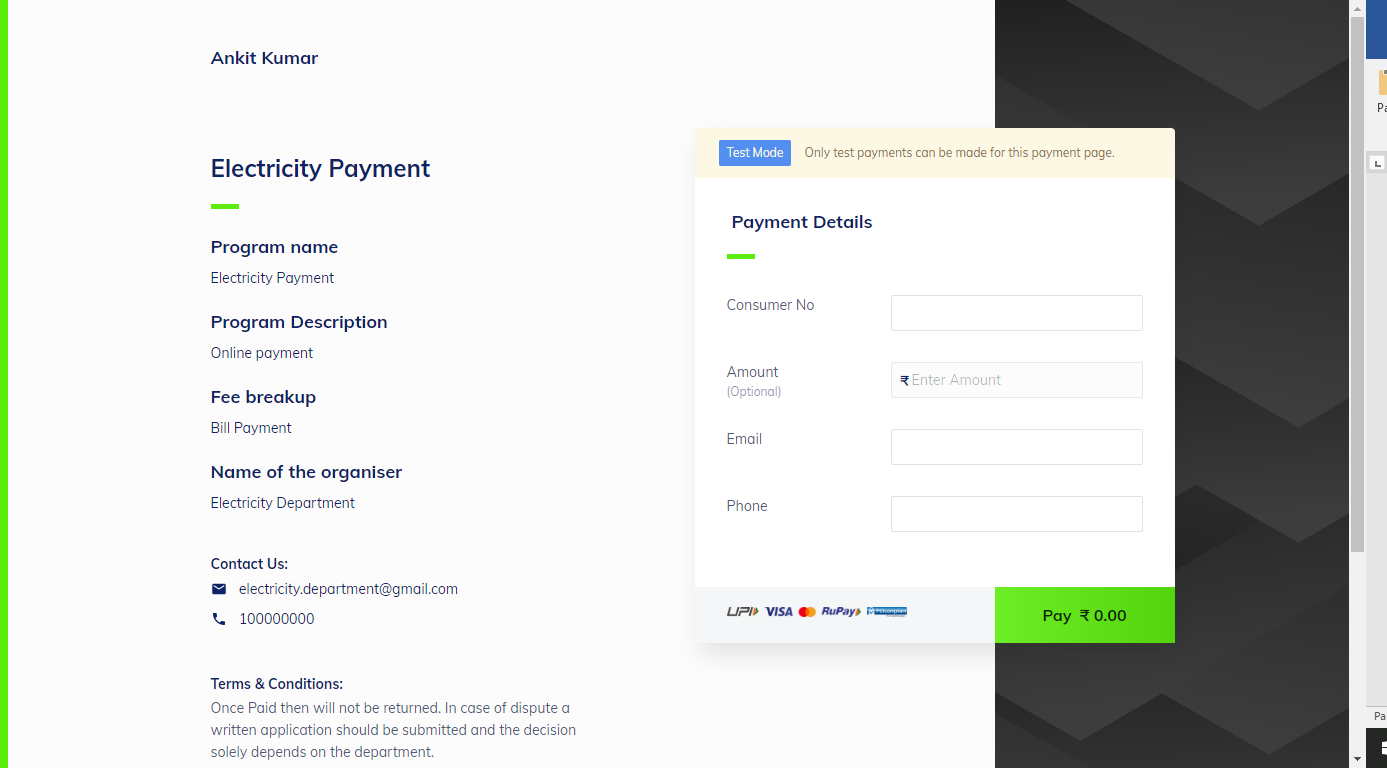 Ankit Kumar
Electricity Payment
Program name
Electricity Payment
Program Description
Online payment
Fee breakup
Bill Payment
Name of the organiser
Electricity Department
Contact Us:
electricity.department@gmail.com
100000000
Terms & Conditions:
Once Paid then will not be returned. In case of dispute a
written application should be submitted and the decision
solely depends on the department.
Test Mode Only test payments can be made for this payment page.
Payment Details
Consumer No
Amount
(Optional)
₹ Enter Amount
Email
Phone
UPI VISA RuPay
Pay ₹ 0.00
Pa
Pa